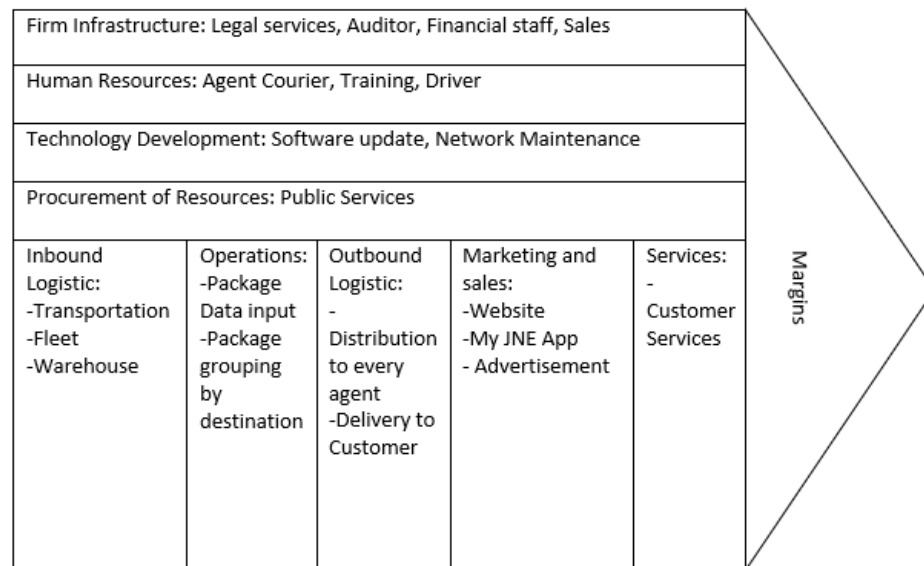 Firm Infrastructure: Legal services, Auditor, Financial staff, Sales
Human Resources: Agent Courier, Training, Driver
Technology Development: Software update, Network Maintenance
Procurement of Resources: Public Services
Inbound
Logistic:
-Transportation
-Fleet
-Warehouse
Operations:
-Package
Data input
-Package
grouping
by
destination
Outbound
Logistic:
-
Distribution
to every
agent
-Delivery to
Customer
Marketing and
sales:
-Website
-My JNE App
- Advertisement
Services:
-
Customer
Services
Margins